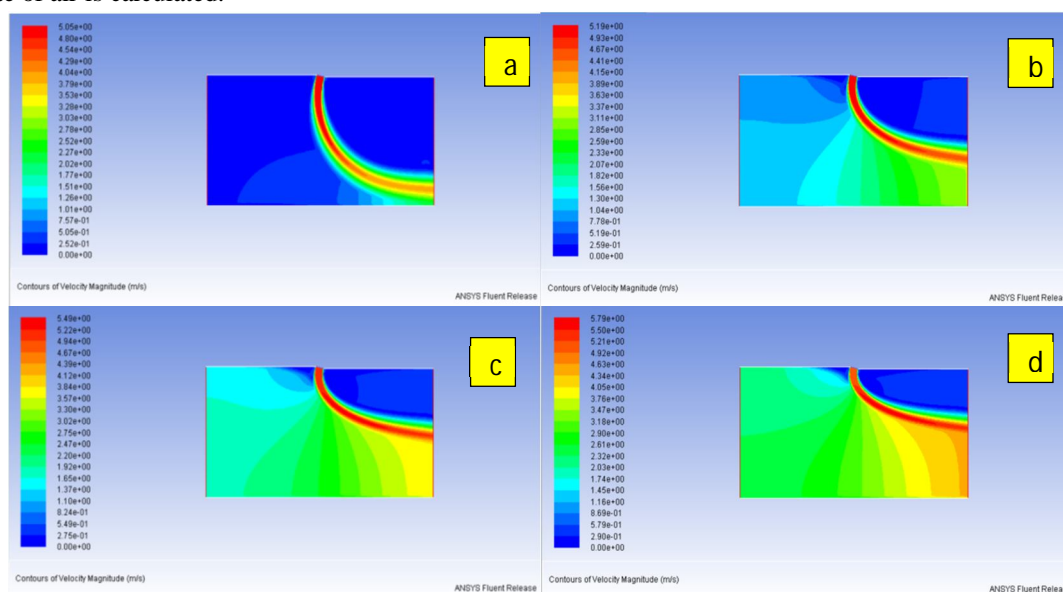 e of air is calculated.
5.05e+00
4.80e+00
4.54e+00
4.29e+00
4.04e+00
3.79e+00
3.53e+00
3.28e+00
3.03e+00
2.78e+00
2.52e+00
2.27e+00
2.02e+00
1.77e+00
1.51e+00
1.26e+00
1.01e+00
7.57e-01
5.05e-01
2.52e-01
0.00e+00
a
Contours of Velocity Magnitude (m/s)
ANSYS Fluent Release
5.19e+00
4.93e+00
4.67e+00
4.41e+00
4.15e+00
3.89e+00
3.63e+00
3.37e+00
3.11e+00
2.85e+00
2.59e+00
2.33e+00
2.07e+00
1.82e+00
1.56e+00
1.30e+00
1.04e+00
7.78e-01
5.19e-01
2.59e-01
0.00e+00
b
Contours of Velocity Magnitude (m/s)
ANSYS Fluent Relea
5.49e+00
5.22e+00
4.94e+00
4.67e+00
4.39e+00
4.12e+00
3.84e+00
3.57e+00
3.30e+00
3.02e+00
2.75e+00
2.47e+00
2.20e+00
1.92e+00
1.65e+00
1.37e+00
1.10e+00
8.24e-01
5.49e-01
2.75e-01
0.00e+00
c
Contours of Velocity Magnitude (m/s)
ANSYS Fluent Release
5.79e+00
5.50e+00
5.21e+00
4.92e+00
4.63e+00
4.34e+00
4.05e+00
3.76e+00
3.47e+00
3.18e+00
2.90e+00
2.61e+00
2.32e+00
2.03e+00
1.74e+00
1.45e+00
1.16e+00
8.69e-01
5.79e-01
2.90e-01
0.00e+00
d
Contours of Velocity Magnitude (m/s)
ANSYS Fluent Relea